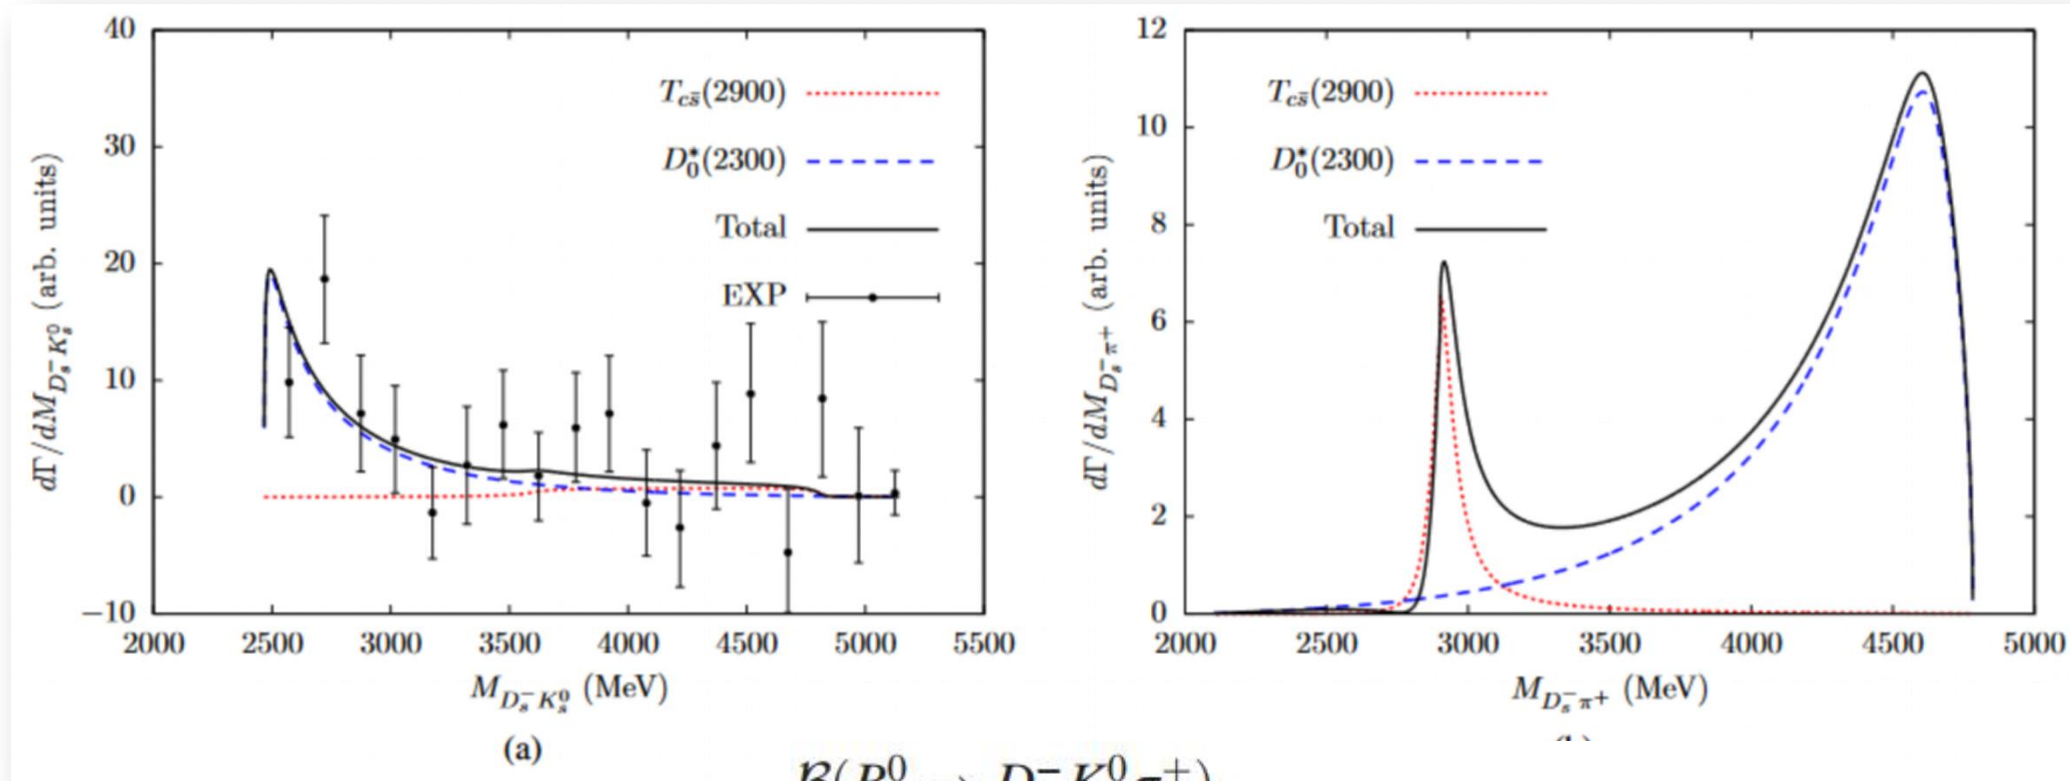 40
30
20
10
0
−10
2000 2500 3000 3500 4000 4500 5000 5500
dΓ/dM_{D_s^- K_s^0} (arb. units)
T_{cs̄}(2900)
D_0^*(2300)
Total
EXP
M_{D_s^- K_s^0} (MeV)
(a)
12
10
8
6
4
2
0
2000 2500 3000 3500 4000 4500 5000
dΓ/dM_{D_s^- π^+} (arb. units)
T_{cs̄}(2900)
D_0^*(2300)
Total
M_{D_s^- π^+} (MeV)